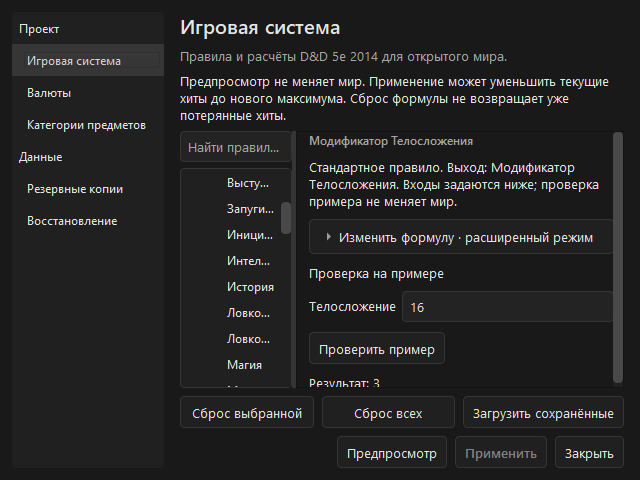 Проект
Игровая система
Валюты
Категории предметов
Данные
Резервные копии
Восстановление
Игровая система
Правила и расчёты D&D 5e 2014 для открытого мира.
Предпросмотр не меняет мир. Применение может уменьшить текущие
хиты до нового максимума. Сброс формулы не возвращает уже
потерянные хиты.
Найти правил...
Высту...
Запуги...
Иници...
Интел...
История
Ловко...
Ловко...
Магия
Модификатор Телосложения
Стандартное правило. Выход: Модификатор
Телосложения. Входы задаются ниже; проверка
примера не меняет мир.
Изменить формулу · расширенный режим
Проверка на примере
Телосложение 16
Проверить пример
Результат: 3
Сброс выбранной Сброс всех Загрузить сохранённые
Предпросмотр Применить Закрыть